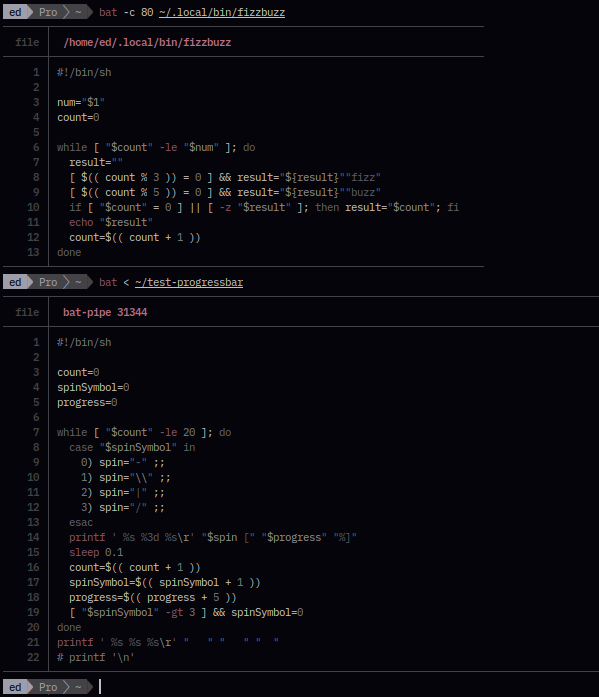 ed Pro ~ bat -c 80 ~/.local/bin/fizzbuzz
file /home/ed/.local/bin/fizzbuzz
1 #!/bin/sh
2
3 num="$1"
4 count=0
5
6 while [ "$count" -le "$num" ]; do
7 result=""
8 [ $(( count % 3 )) = 0 ] && result="${result}""fizz"
9 [ $(( count % 5 )) = 0 ] && result="${result}""buzz"
10 if [ "$count" = 0 ] || [ -z "$result" ]; then result="$count"; fi
11 echo "$result"
12 count=$(( count + 1 ))
13 done
ed Pro ~ bat < ~/test-progressbar
file bat-pipe 31344
1 #!/bin/sh
2
3 count=0
4 spinSymbol=0
5 progress=0
6
7 while [ "$count" -le 20 ]; do
8 case "$spinSymbol" in
9 0) spin="-" ;;
10 1) spin="\\" ;;
11 2) spin="|" ;;
12 3) spin="/" ;;
13 esac
14 printf ' %s %3d %s\r' "$spin [" "$progress" "%]"
15 sleep 0.1
16 count=$(( count + 1 ))
17 spinSymbol=$(( spinSymbol + 1 ))
18 progress=$(( progress + 5 ))
19 [ "$spinSymbol" -gt 3 ] && spinSymbol=0
20 done
21 printf ' %s %s %s\r' "   " "   " "  "
22 # printf '\n'
ed Pro ~